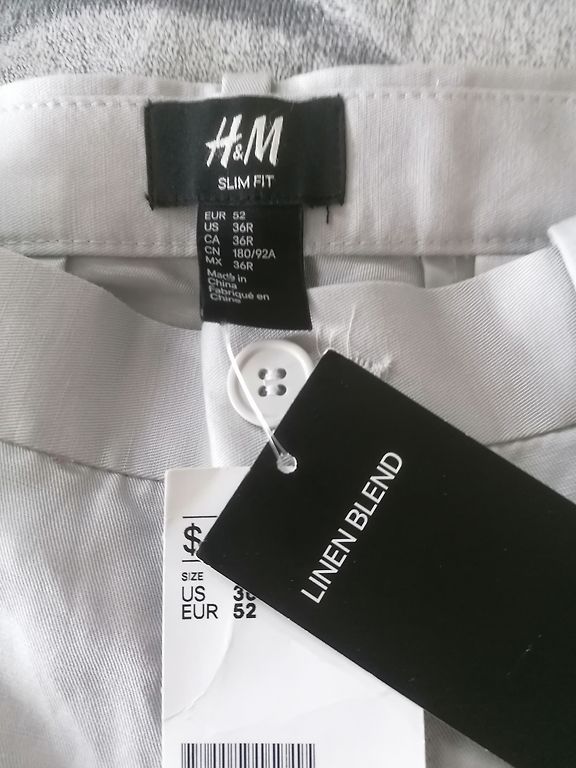 H&M
SLIM FIT
EUR 52
US 36R
CA 36R
CN 180/92A
MX 36R
Made in
China
Fabriqué en
Chine
LINEN BLEND
$
SIZE
US
EUR 52